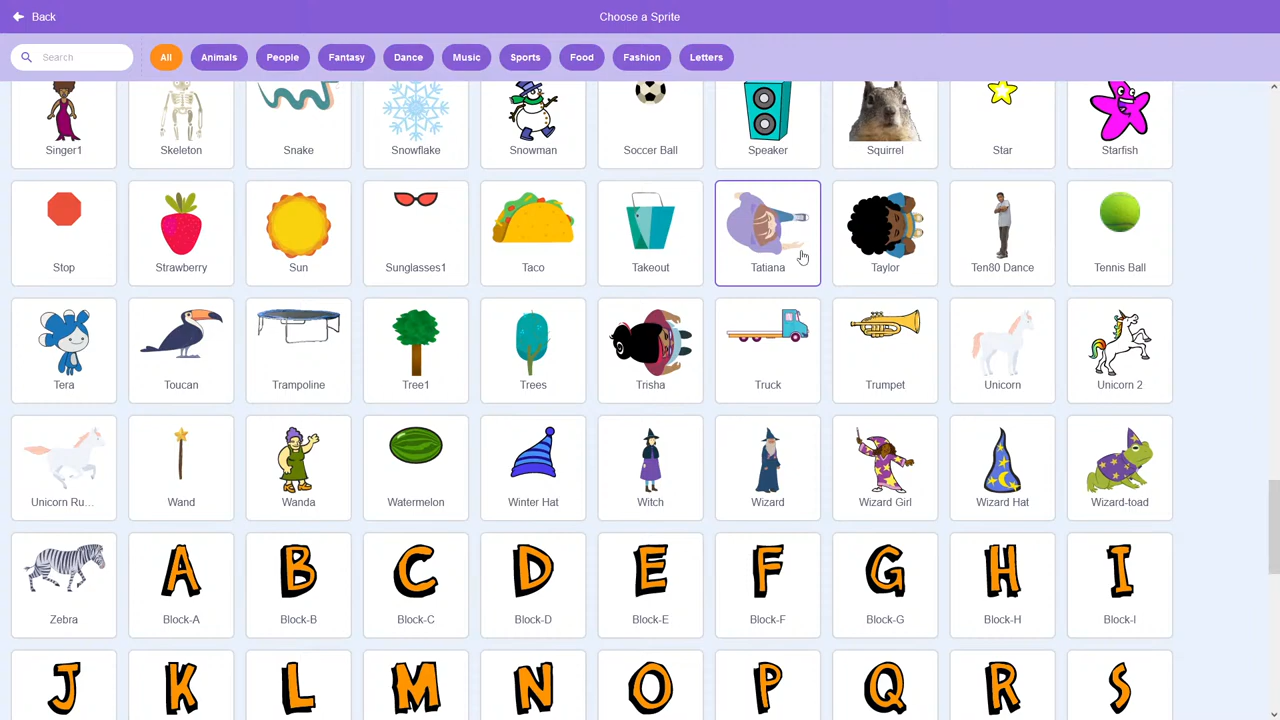 Back
Choose a Sprite
Search
All
Animals
People
Fantasy
Dance
Music
Sports
Food
Fashion
Letters
Singer1
Skeleton
Snake
Snowflake
Snowman
Soccer Ball
Speaker
Squirrel
Star
Starfish
Stop
Strawberry
Sun
Sunglasses1
Taco
Takeout
Tatiana
Taylor
Ten80 Dance
Tennis Ball
Tera
Toucan
Trampoline
Tree1
Trees
Trisha
Truck
Trumpet
Unicorn
Unicorn 2
Unicorn Ru...
Wand
Wanda
Watermelon
Winter Hat
Witch
Wizard
Wizard Girl
Wizard Hat
Wizard-toad
A
B
C
D
E
F
G
H
I
Zebra
Block-A
Block-B
Block-C
Block-D
Block-E
Block-F
Block-G
Block-H
Block-I
J
K
L
M
N
O
P
Q
R
S